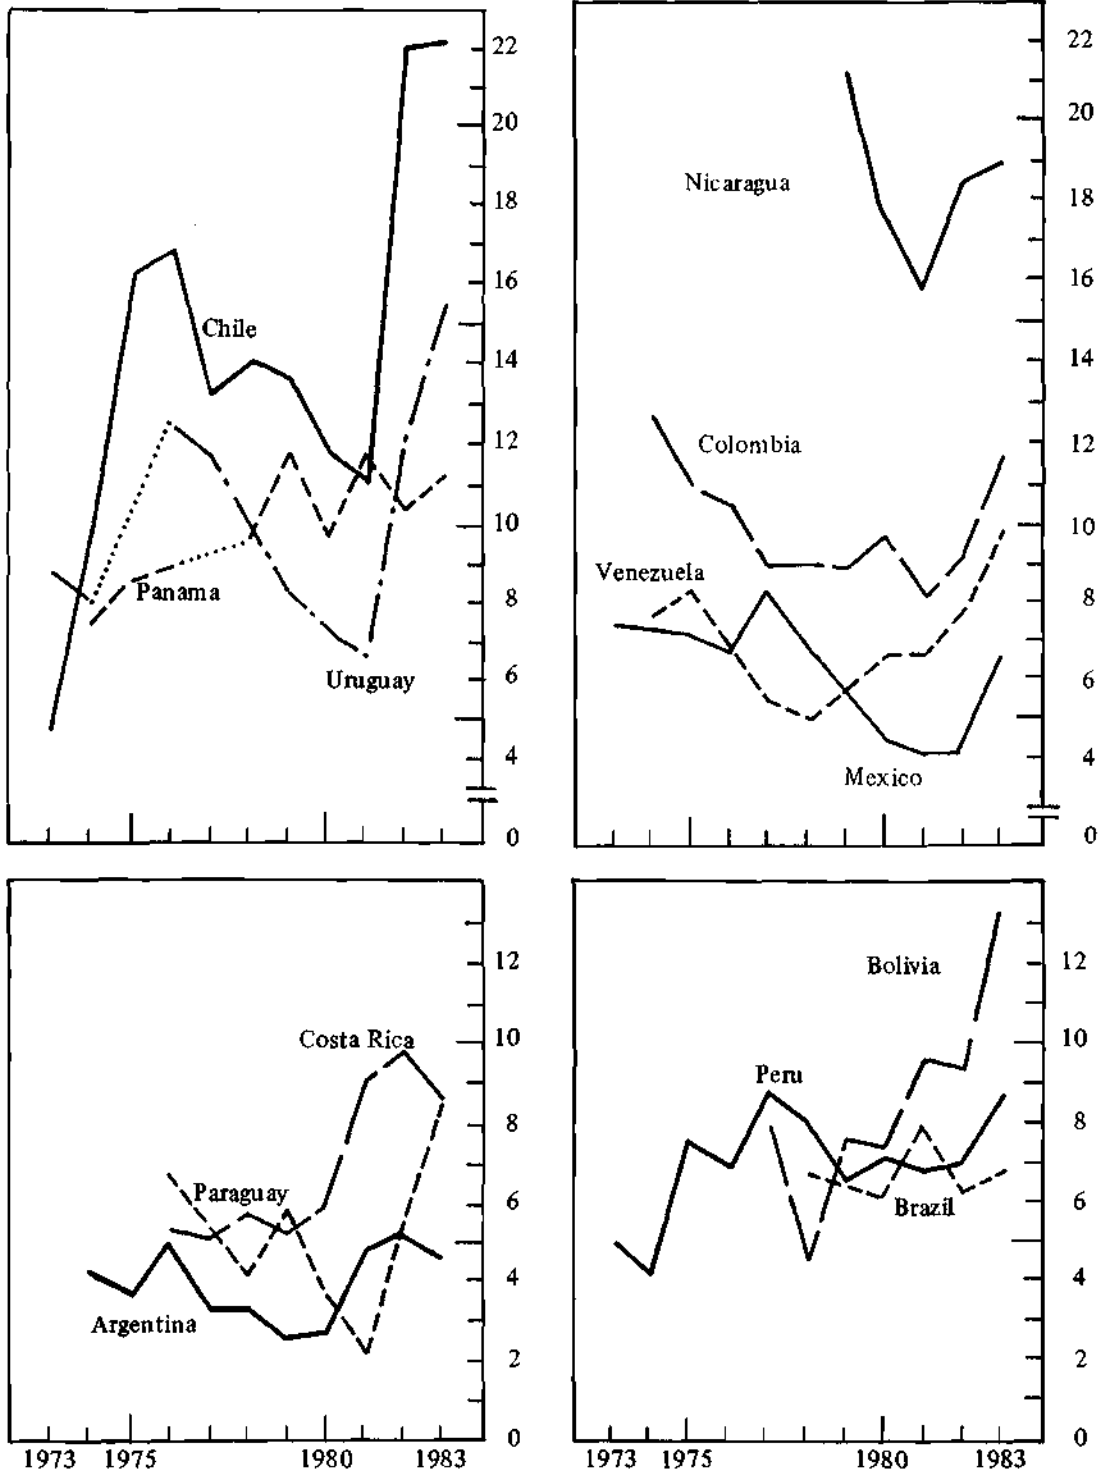 22
20
18
16
14
12
10
8
6
4
0
Chile
Panama
Uruguay
22
20
18
16
14
12
10
8
6
4
0
Nicaragua
Colombia
Venezuela
Mexico
12
10
8
6
4
2
0
Costa Rica
Paraguay
Argentina
1973 1975 1980 1983
12
10
8
6
4
2
0
Bolivia
Peru
Brazil
1973 1975 1980 1983